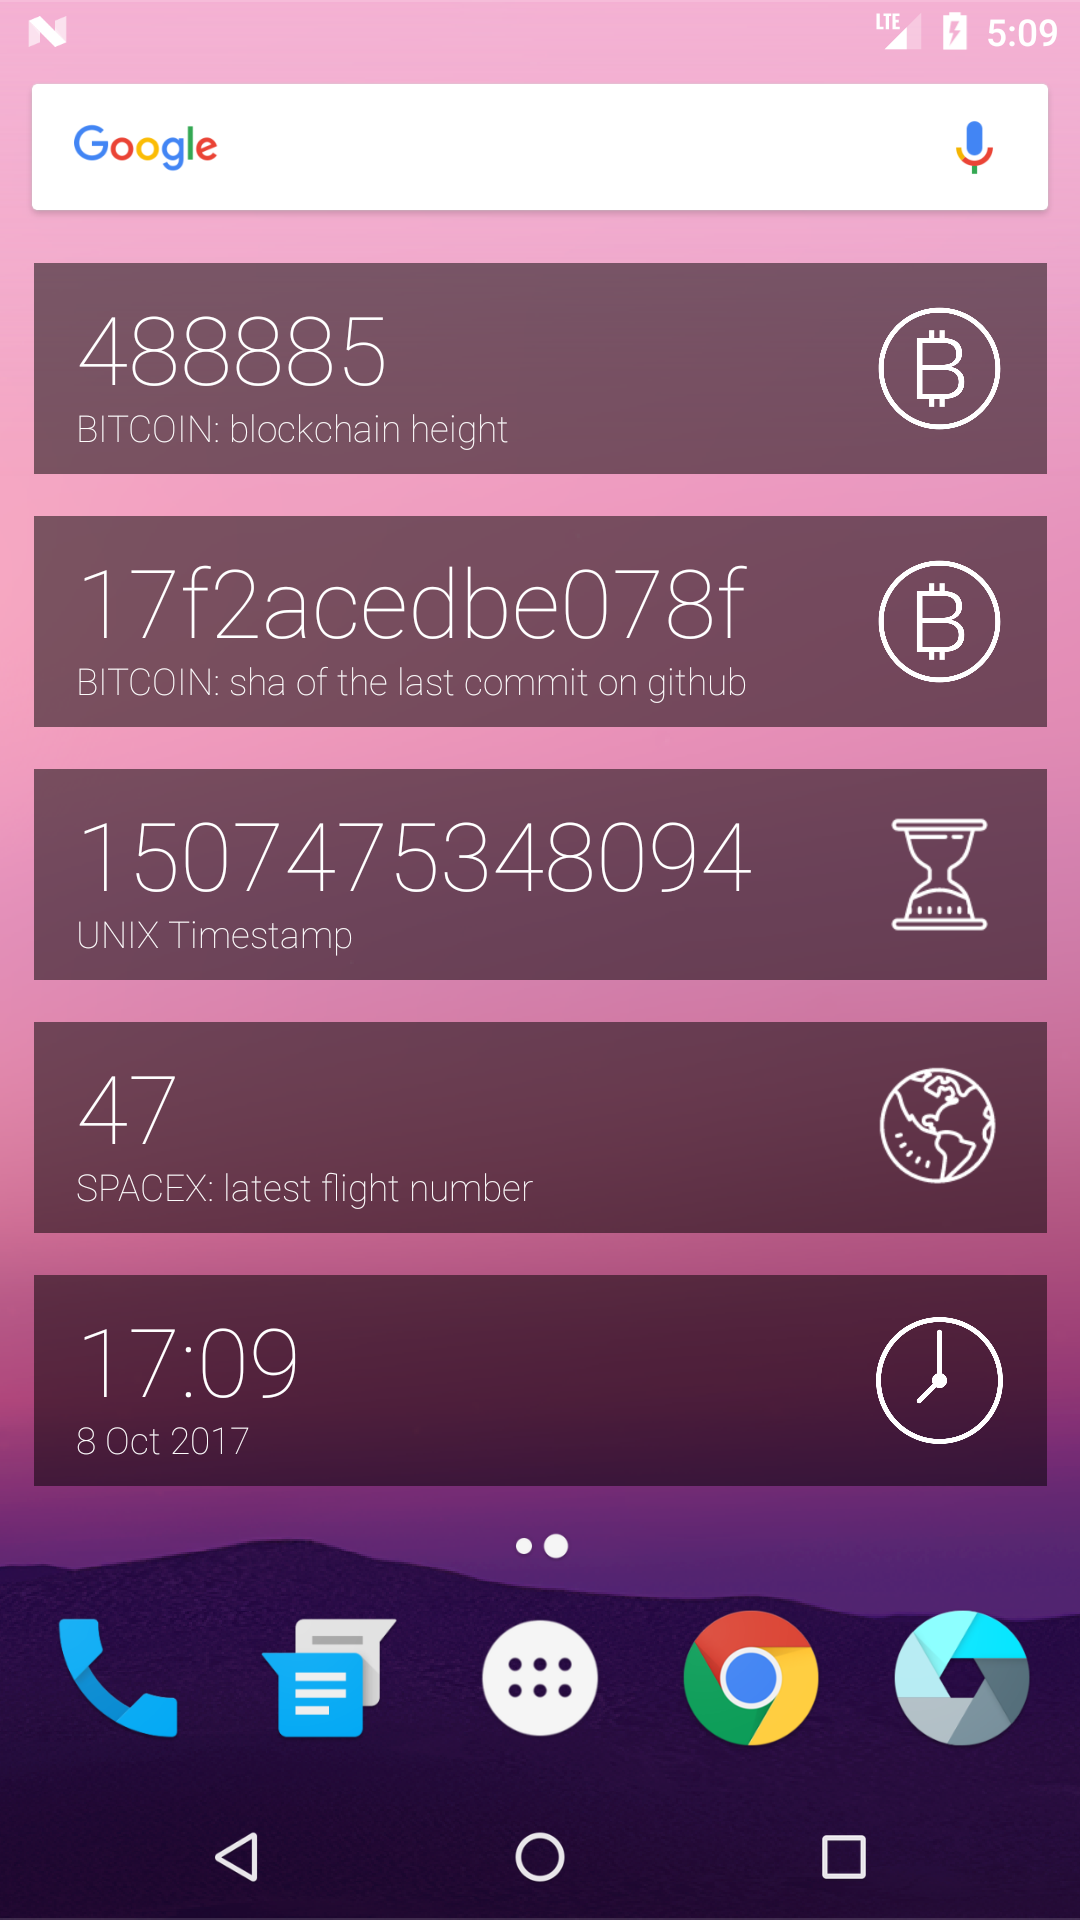 LTE 5:09
Google
488885
BITCOIN: blockchain height
17f2acedbe078f
BITCOIN: sha of the last commit on github
1507475348094
UNIX Timestamp
47
SPACEX: latest flight number
17:09
8 Oct 2017